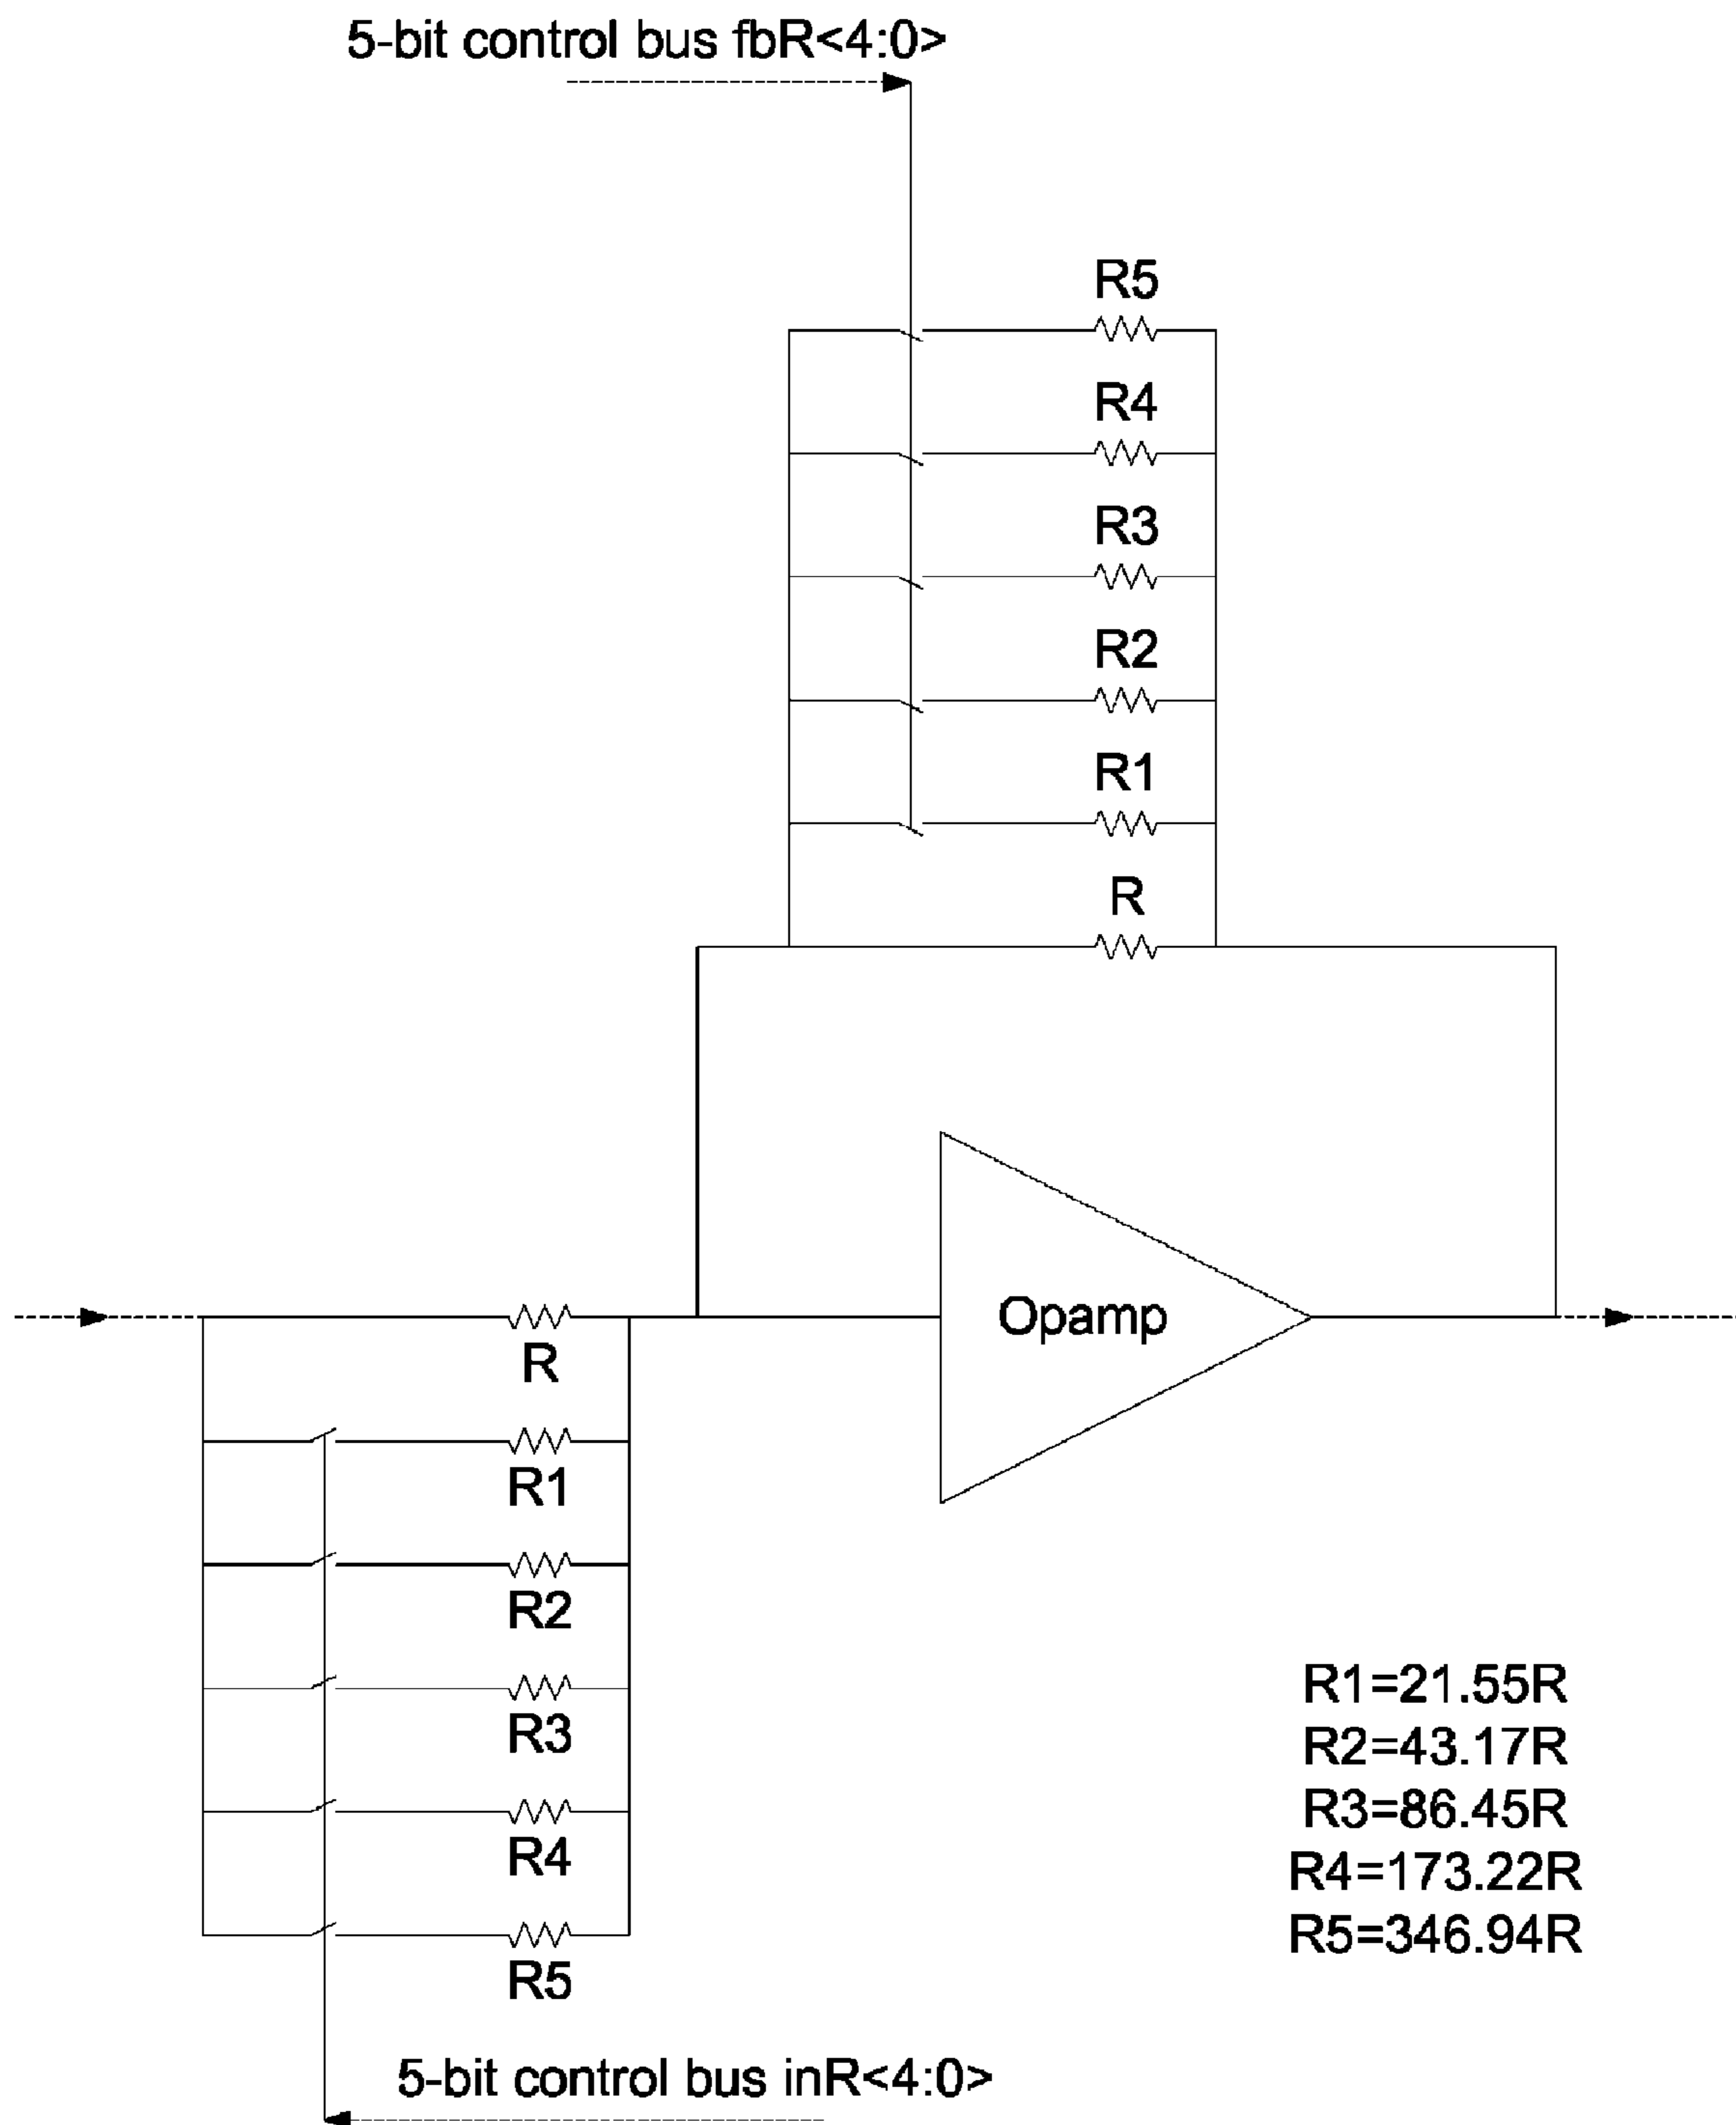 5-bit control bus fbR<4:0>
R5
R4
R3
R2
R1
R
Opamp
R
R1
R2
R3
R4
R5
R1=21.55R
R2=43.17R
R3=86.45R
R4=173.22R
R5=346.94R
5-bit control bus inR<4:0>